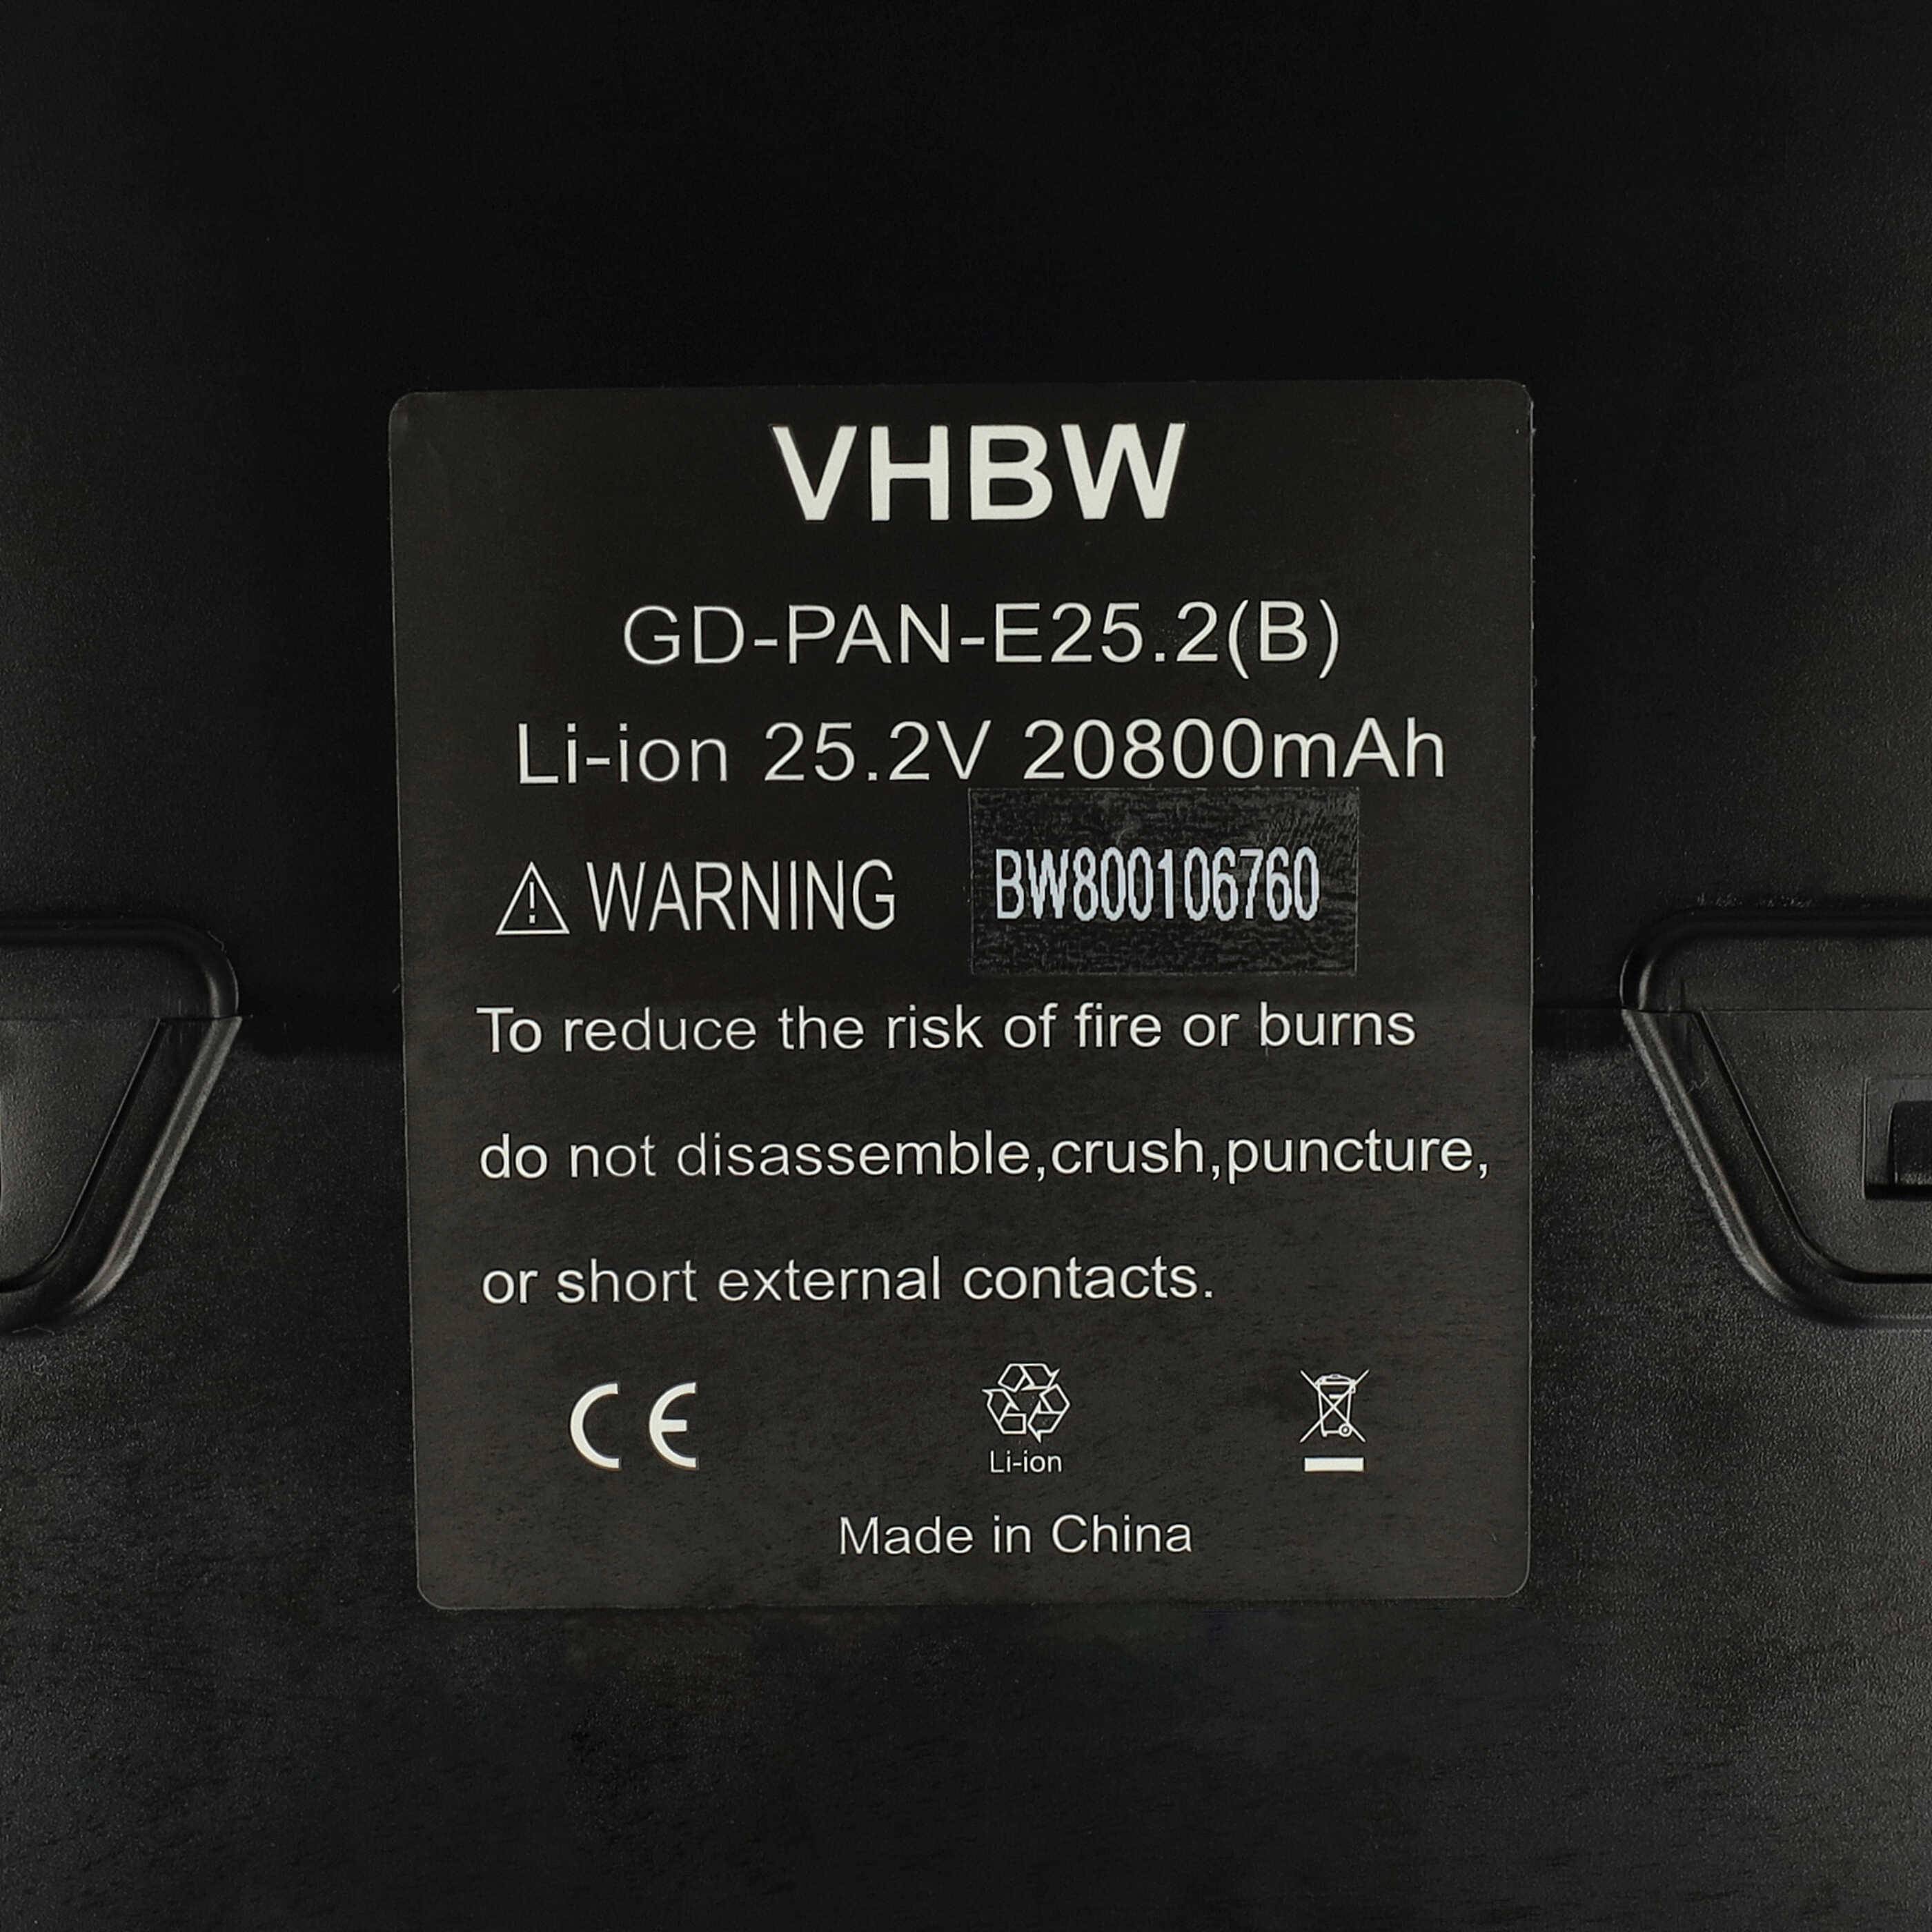 VHBW
GD-PAN-E25.2(B)
Li-ion 25.2V 20800mAh
WARNING BW800106760
To reduce the risk of fire or burns
do not disassemble,crush,puncture,
or short external contacts.
CE
Li-ion
Made in China